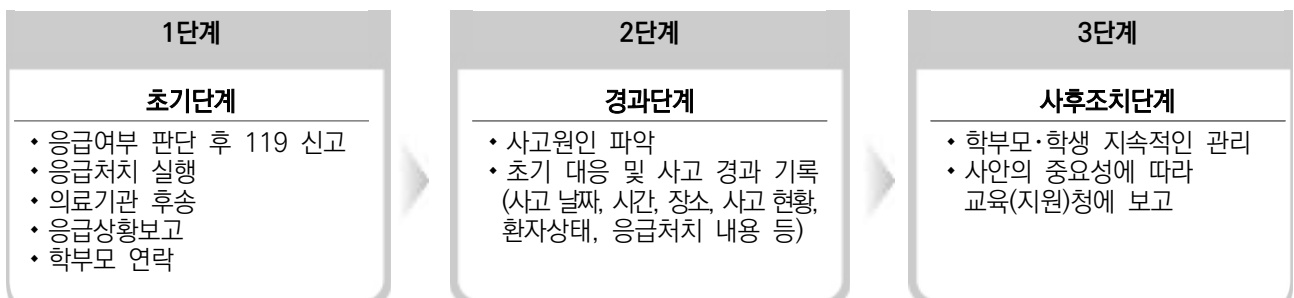 1단계
초기단계
• 응급여부 판단 후 119 신고
• 응급처치 실행
• 의료기관 후송
• 응급상황보고
• 학부모 연락
2단계
경과단계
• 사고원인 파악
• 초기 대응 및 사고 경과 기록
(사고 날짜, 시간, 장소, 사고 현황,
환자상태, 응급처치 내용 등)
3단계
사후조치단계
• 학부모·학생 지속적인 관리
• 사안의 중요성에 따라
교육(지원)청에 보고